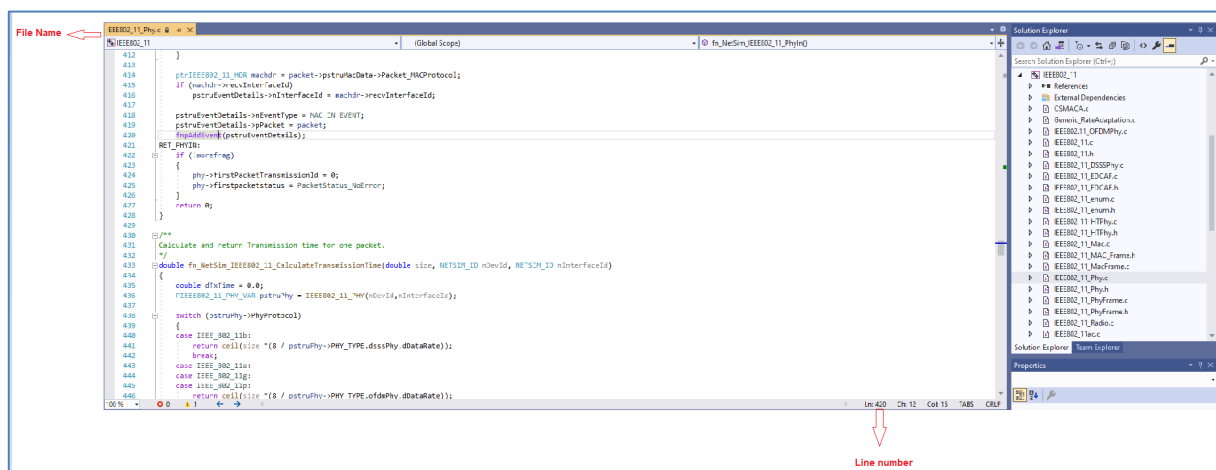 File Name
IEEE802_11_Phy.c
IEEE802_11
(Global Scope)
fn_NetSim_IEEE802_11_PhyIn()
412 }
413
414 ptrIEEE802_11_HDR machdr = packet->pstruMacData->Packet_MACProtocol;
415 if (machdr->recvInterfaceId)
416 pstruEventDetails->nInterfaceId = machdr->recvInterfaceId;
417
418 pstruEventDetails->nEventType = MAC_IN_EVENT;
419 pstruEventDetails->pPacket = packet;
420 fnpAddEvent(pstruEventDetails);
421 RET_PHYIN:
422 if (!morefrag)
423 {
424 phy->firstPacketTransmissionId = 0;
425 phy->firstpacketstatus = PacketStatus_NoError;
426 }
427 return 0;
428 }
429
430 /**
431 Calculate and return Transmission time for one packet.
432 */
433 double fn_NetSim_IEEE802_11_CalculateTransmissionTime(double size, NETSIM_ID nDevId, NETSIM_ID nInterfaceId)
434 {
435 double dTxTime = 0.0;
436 PIEEE802_11_PHY_VAR pstruPhy = IEEE802_11_PHY(nDevId,nInterfaceId);
437
438 switch (pstruPhy->PhyProtocol)
439 {
440 case IEEE_802_11b:
441 return ceil(size *(8 / pstruPhy->PHY_TYPE.dsssPhy.dDataRate));
442 break;
443 case IEEE_802_11a:
444 case IEEE_802_11g:
445 case IEEE_802_11p:
446 return ceil(size *(8 / pstruPhy->PHY_TYPE.ofdmPhy.dDataRate));
100 %
0
1
Ln: 420 Ch: 12 Col: 15 TABS CRLF
Line number
Solution Explorer
Search Solution Explorer (Ctrl+;)
IEEE802_11
References
External Dependencies
CSMACA.c
Generic_RateAdaptation.c
IEEE802.11_OFDMPhy.c
IEEE802_11.c
IEEE802_11.h
IEEE802_11_DSSSPhy.c
IEEE802_11_EDCAF.c
IEEE802_11_EDCAF.h
IEEE802_11_enum.c
IEEE802_11_enum.h
IEEE802_11_HTPhy.c
IEEE802_11_HTPhy.h
IEEE802_11_Mac.c
IEEE802_11_MAC_Frame.h
IEEE802_11_MacFrame.c
IEEE802_11_Phy.c
IEEE802_11_Phy.h
IEEE802_11_PhyFrame.c
IEEE802_11_PhyFrame.h
IEEE802_11_Radio.c
IEEE802_11ac.c
Solution Explorer Team Explorer
Properties